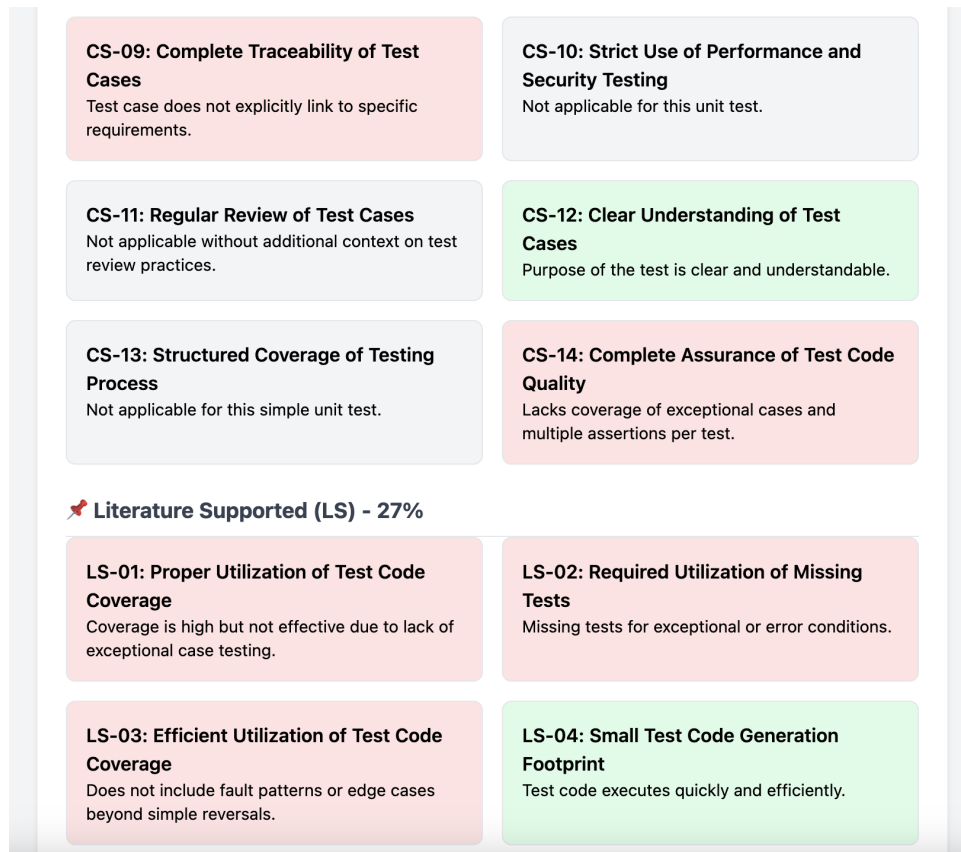 CS-09: Complete Traceability of Test
Cases
Test case does not explicitly link to specific
requirements.
CS-10: Strict Use of Performance and
Security Testing
Not applicable for this unit test.
CS-11: Regular Review of Test Cases
Not applicable without additional context on test
review practices.
CS-12: Clear Understanding of Test
Cases
Purpose of the test is clear and understandable.
CS-13: Structured Coverage of Testing
Process
Not applicable for this simple unit test.
CS-14: Complete Assurance of Test Code
Quality
Lacks coverage of exceptional cases and
multiple assertions per test.
📌 Literature Supported (LS) - 27%
LS-01: Proper Utilization of Test Code
Coverage
Coverage is high but not effective due to lack of
exceptional case testing.
LS-02: Required Utilization of Missing
Tests
Missing tests for exceptional or error conditions.
LS-03: Efficient Utilization of Test Code
Coverage
Does not include fault patterns or edge cases
beyond simple reversals.
LS-04: Small Test Code Generation
Footprint
Test code executes quickly and efficiently.